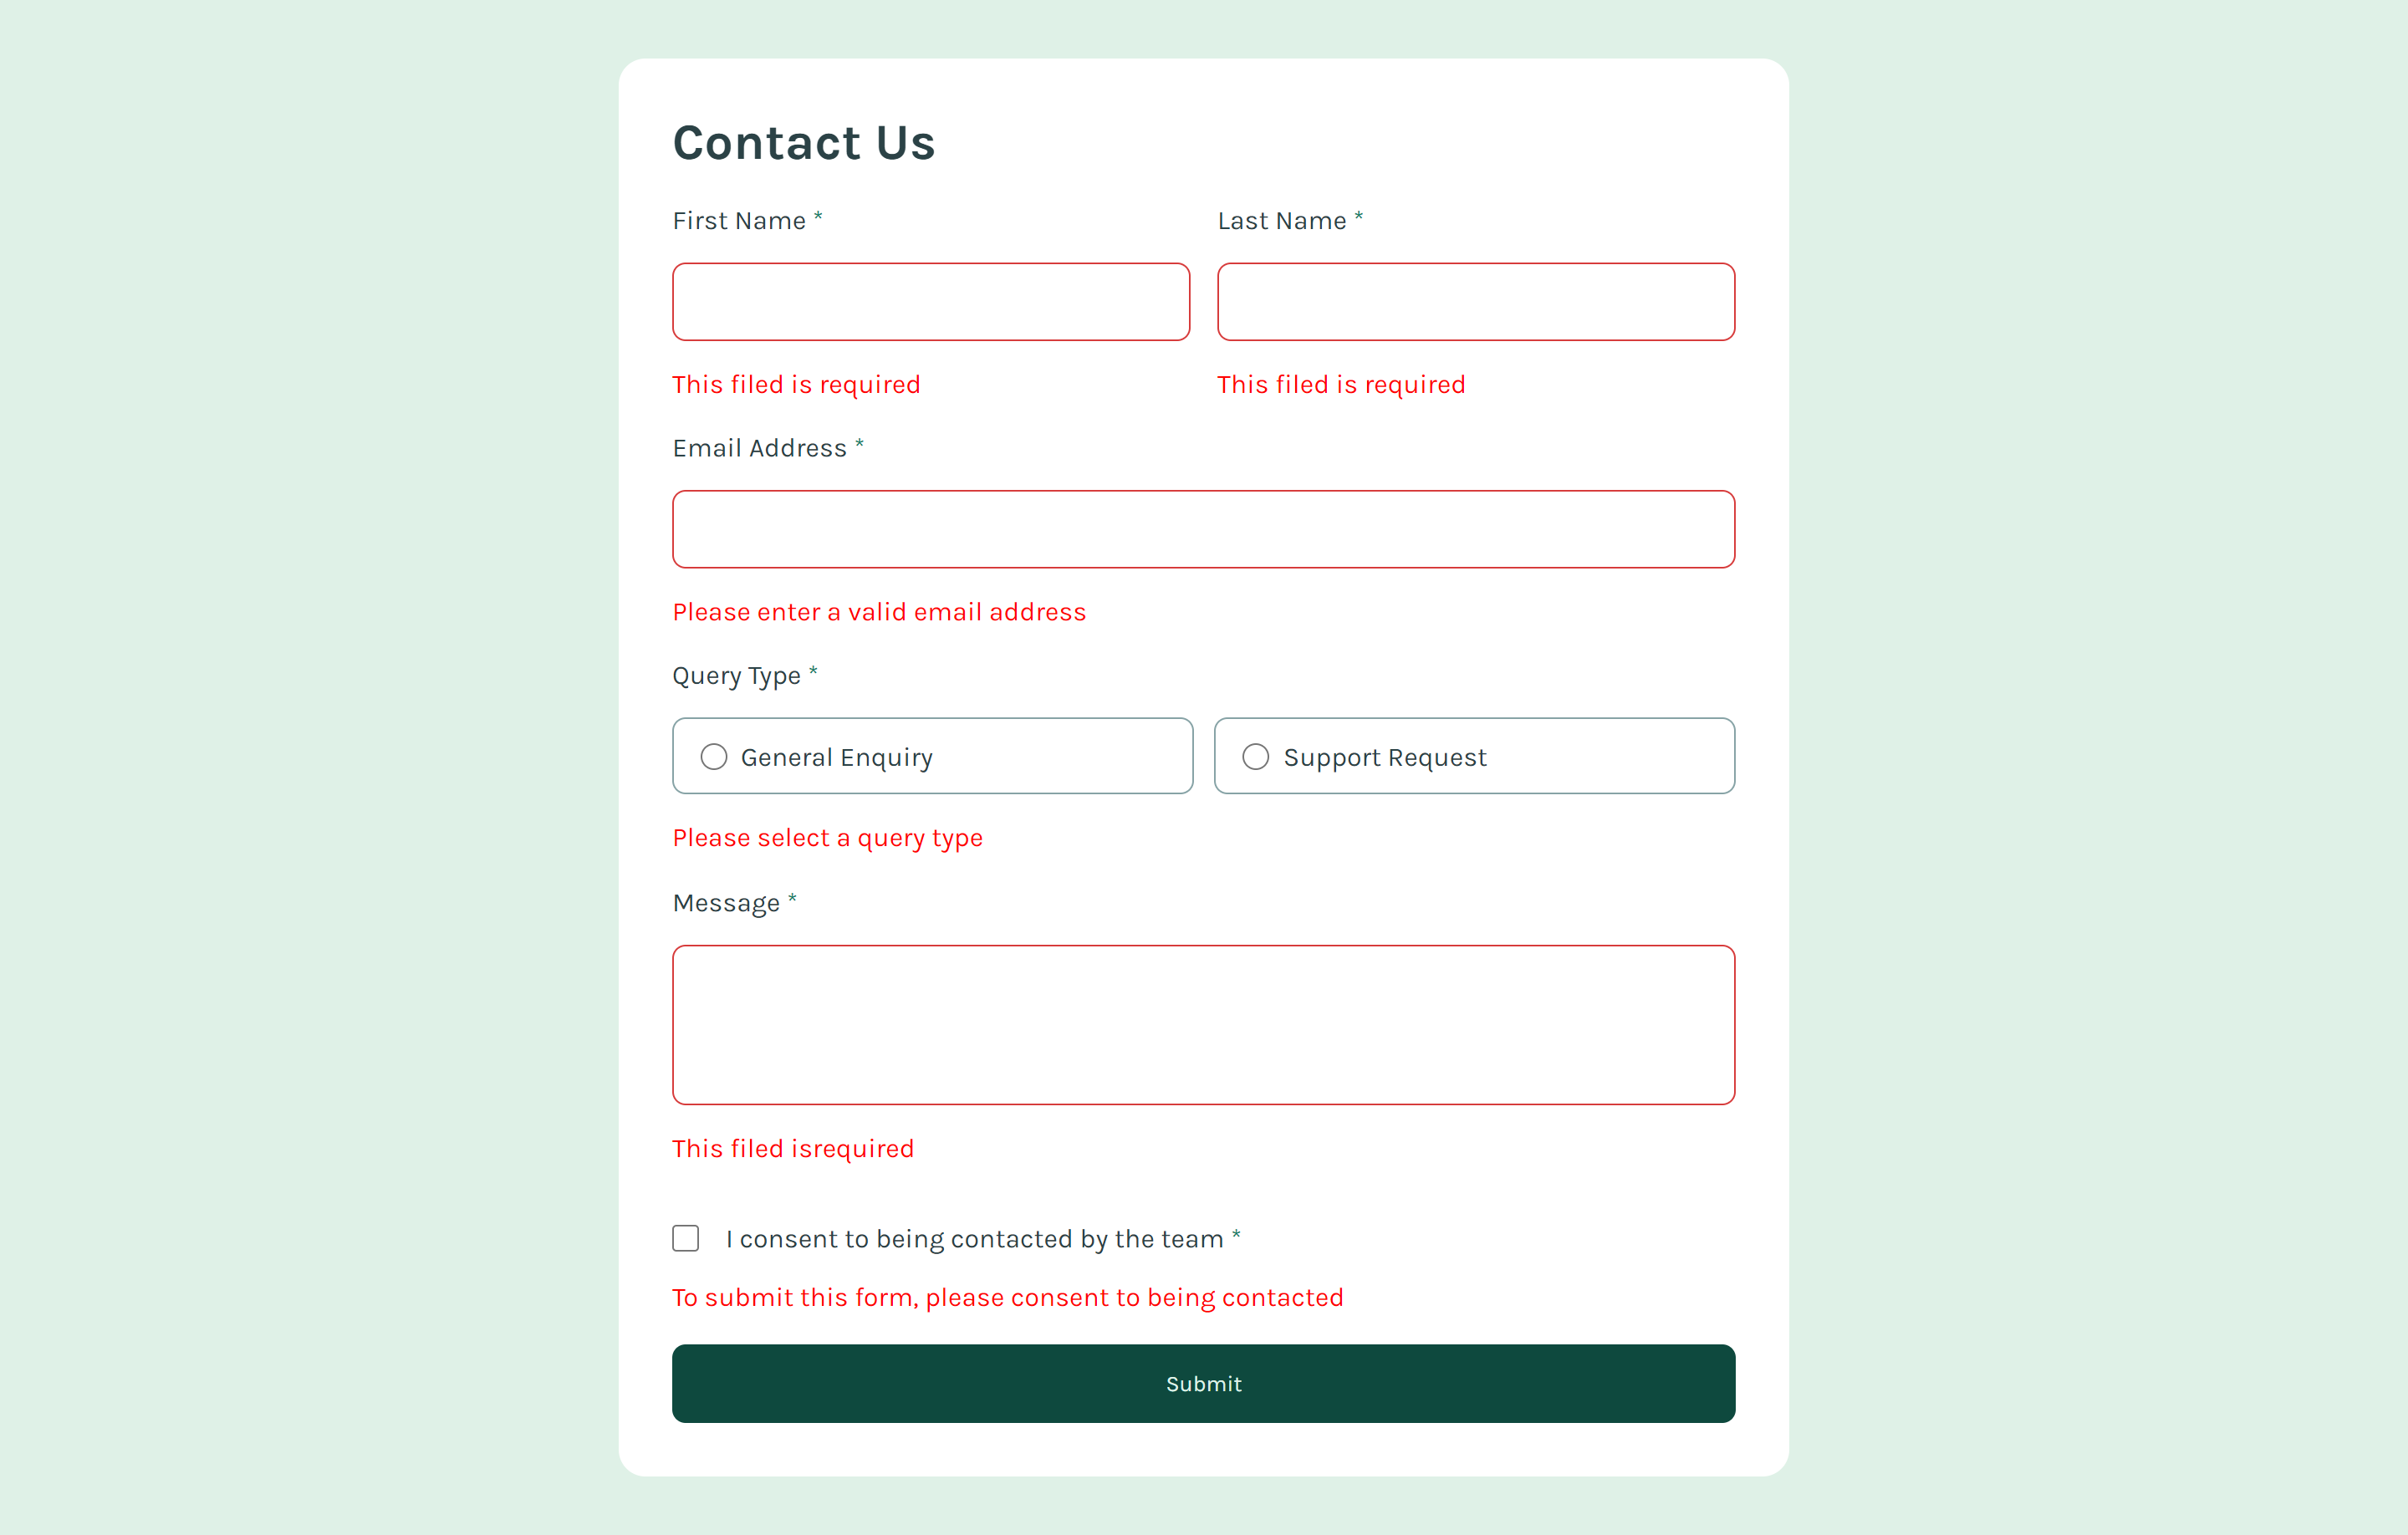 Contact Us
First Name * Last Name *
This filed is required This filed is required
Email Address *
Please enter a valid email address
Query Type *
General Enquiry Support Request
Please select a query type
Message *
This filed isrequired
I consent to being contacted by the team *
To submit this form, please consent to being contacted
Submit